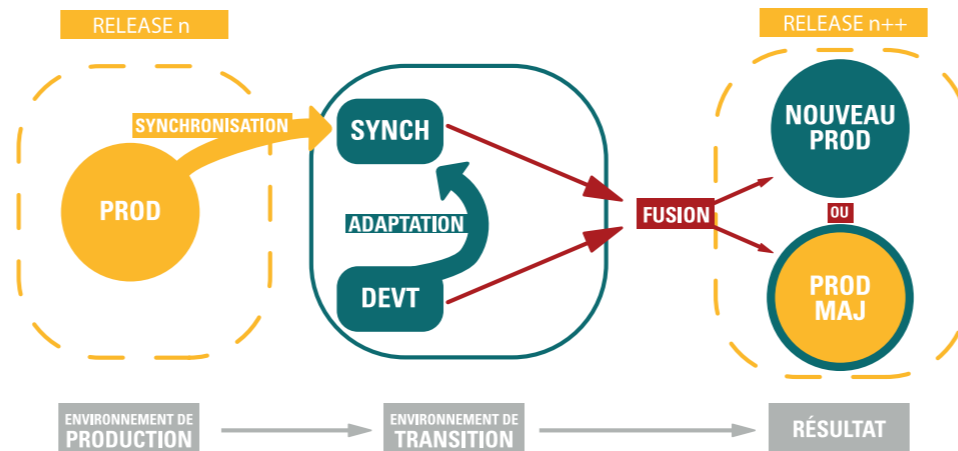 RELEASE n
RELEASE n++
SYNCHRONISATION
SYNCH
PROD
ADAPTATION
DEVT
FUSION
NOUVEAU
PROD
OU
PROD
MAJ
ENVIRONNEMENT DE
PRODUCTION
ENVIRONNEMENT DE
TRANSITION
RÉSULTAT